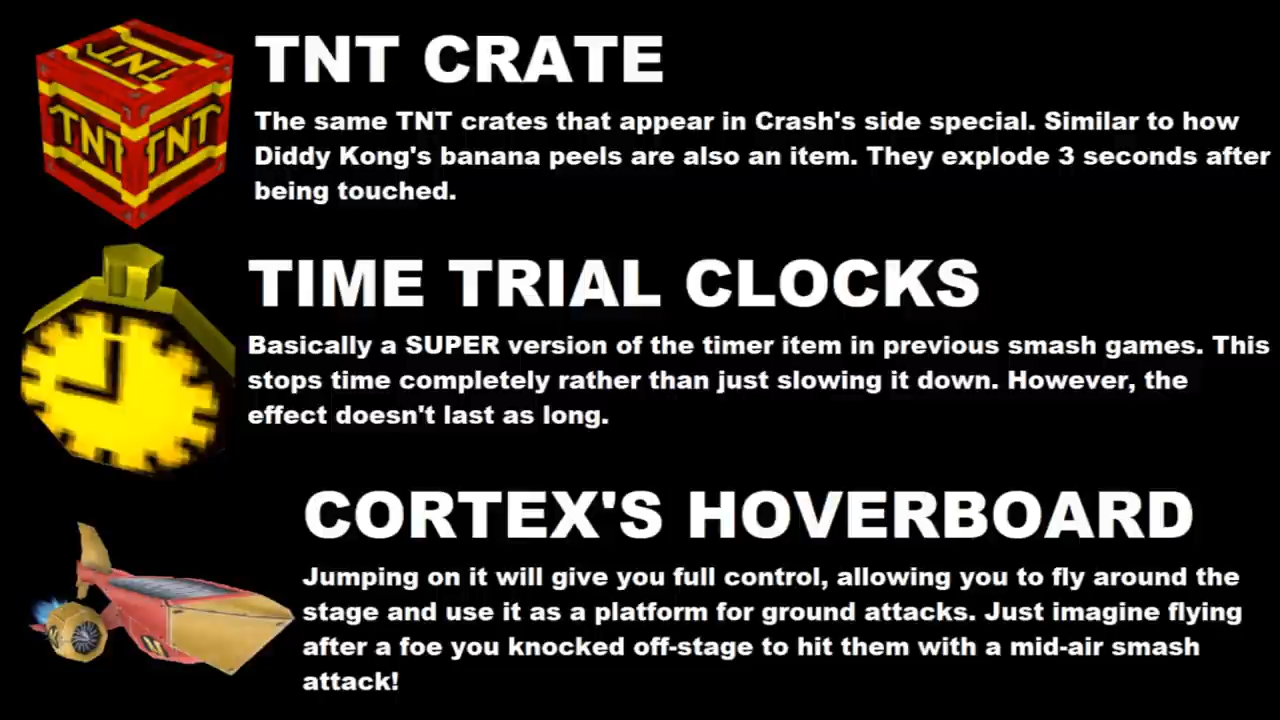 TNT
TNT TNT
TNT CRATE
The same TNT crates that appear in Crash's side special. Similar to how
Diddy Kong's banana peels are also an item. They explode 3 seconds after
being touched.
TIME TRIAL CLOCKS
Basically a SUPER version of the timer item in previous smash games. This
stops time completely rather than just slowing it down. However, the
effect doesn't last as long.
CORTEX'S HOVERBOARD
Jumping on it will give you full control, allowing you to fly around the
stage and use it as a platform for ground attacks. Just imagine flying
after a foe you knocked off-stage to hit them with a mid-air smash
attack!